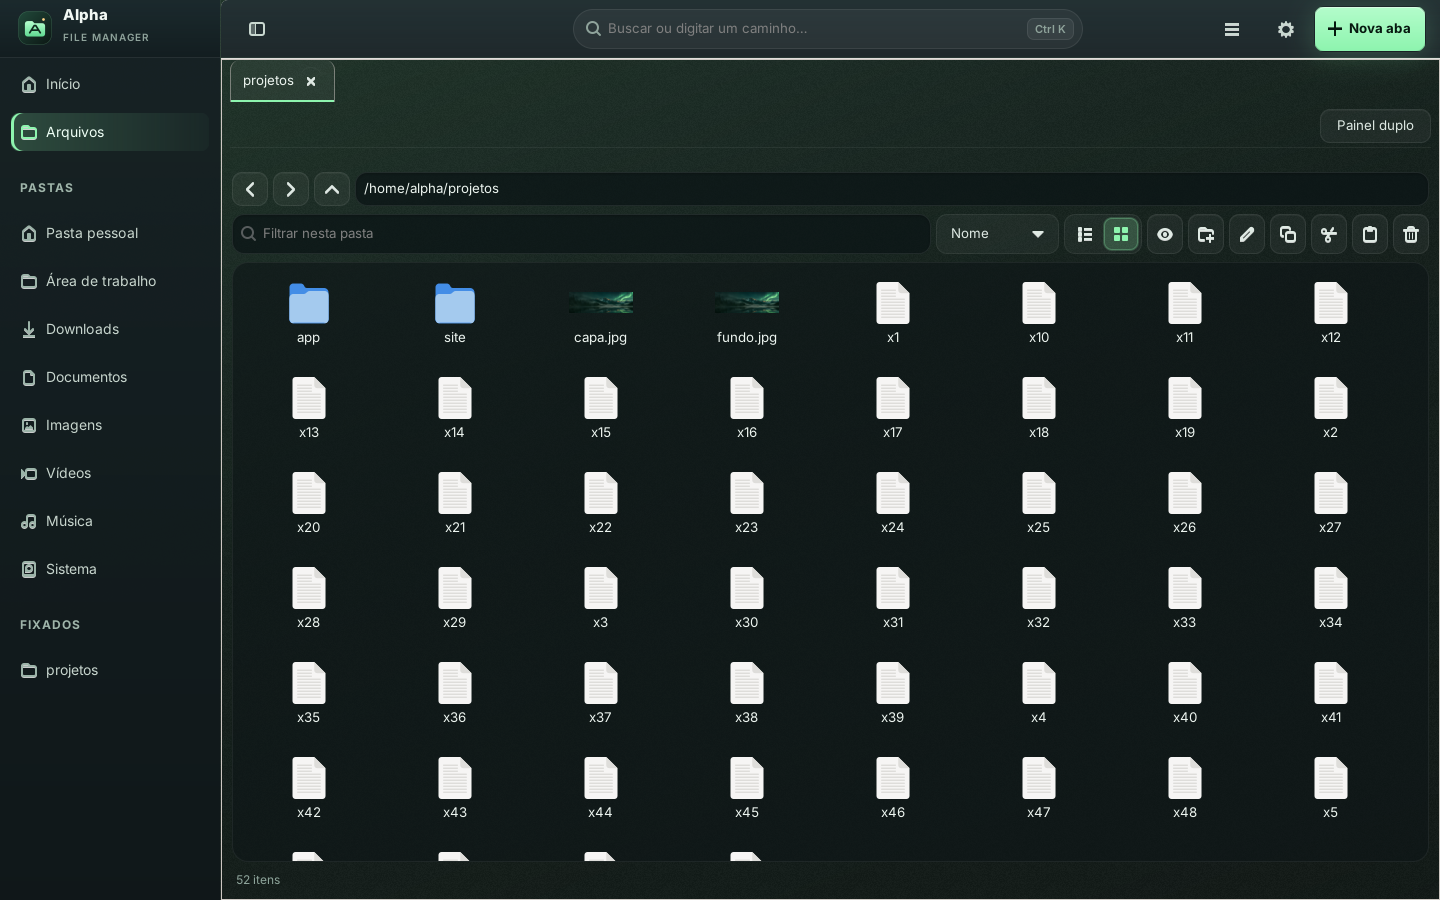 Alpha
FILE MANAGER
Buscar ou digitar um caminho...
Ctrl K
Nova aba
Início
Arquivos
PASTAS
Pasta pessoal
Área de trabalho
Downloads
Documentos
Imagens
Vídeos
Música
Sistema
FIXADOS
projetos
projetos
Painel duplo
/home/alpha/projetos
Filtrar nesta pasta
Nome
app site capa.jpg fundo.jpg x1 x10 x11 x12
x13 x14 x15 x16 x17 x18 x19 x2
x20 x21 x22 x23 x24 x25 x26 x27
x28 x29 x3 x30 x31 x32 x33 x34
x35 x36 x37 x38 x39 x4 x40 x41
x42 x43 x44 x45 x46 x47 x48 x5
52 itens